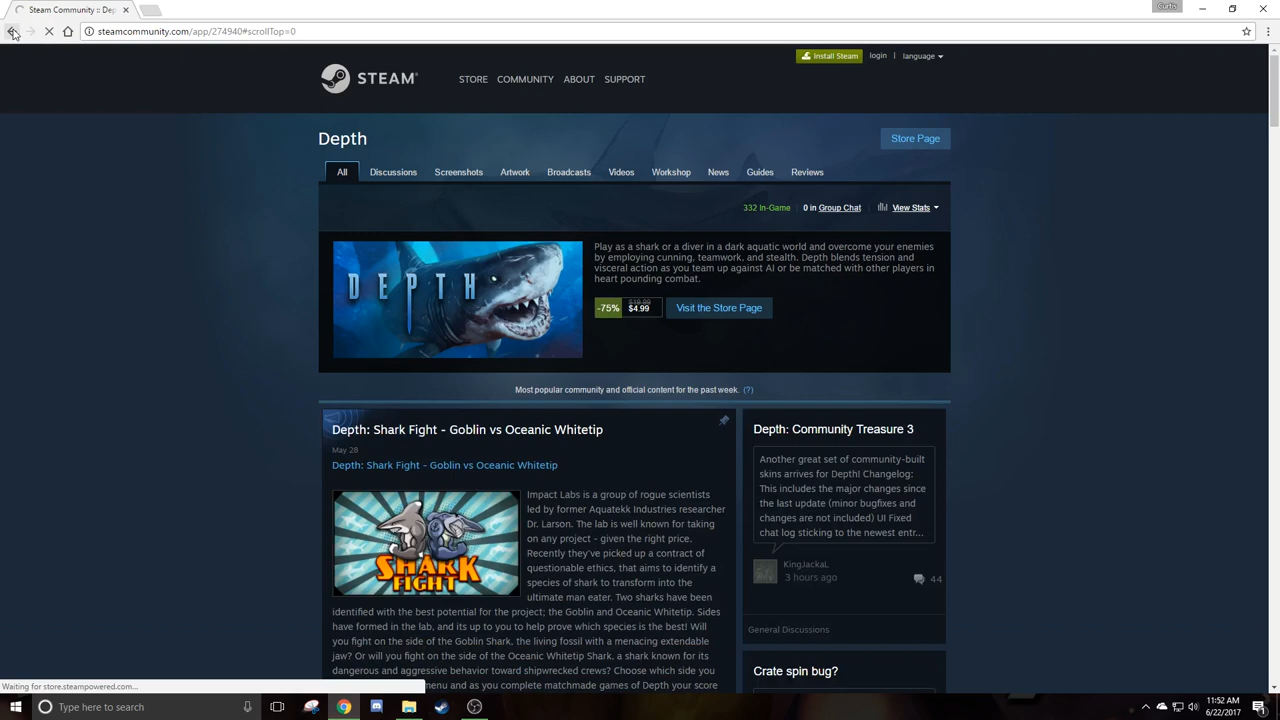 Steam Community :: Dep
Curtis
steamcommunity.com/app/274940#scrollTop=0
Install Steam
login
language
STEAM
STORE
COMMUNITY
ABOUT
SUPPORT
Depth
Store Page
All
Discussions
Screenshots
Artwork
Broadcasts
Videos
Workshop
News
Guides
Reviews
332 In-Game
0 in Group Chat
View Stats
DEPTH
Play as a shark or a diver in a dark aquatic world and overcome your enemies
by employing cunning, teamwork, and stealth. Depth blends tension and
visceral action as you team up against AI or be matched with other players in
heart pounding combat.
-75%
$19.99
$4.99
Visit the Store Page
Most popular community and official content for the past week. (?)
Depth: Shark Fight - Goblin vs Oceanic Whitetip
May 28
Depth: Shark Fight - Goblin vs Oceanic Whitetip
SHARK
FIGHT
Impact Labs is a group of rogue scientists
led by former Aquatekk Industries researcher
Dr. Larson. The lab is well known for taking
on any project - given the right price.
Recently they've picked up a contract of
questionable ethics, that aims to identify a
species of shark to transform into the
ultimate man eater. Two sharks have been
identified with the best potential for the project; the Goblin and Oceanic Whitetip. Sides
have formed in the lab, and its up to you to help prove which species is the best! Will
you fight on the side of the Goblin Shark, the living fossil with a menacing extendable
jaw? Or will you fight on the side of the Oceanic Whitetip Shark, a shark known for its
dangerous and aggressive behavior toward shipwrecked crews? Choose which side you
menu and as you complete matchmade games of Depth your score
Depth: Community Treasure 3
Another great set of community-built
skins arrives for Depth! Changelog:
This includes the major changes since
the last update (minor bugfixes and
changes are not included) UI Fixed
chat log sticking to the newest entr...
KingJackaL
3 hours ago
44
General Discussions
Crate spin bug?
Waiting for store.steampowered.com...
Type here to search
11:52 AM
6/22/2017
1